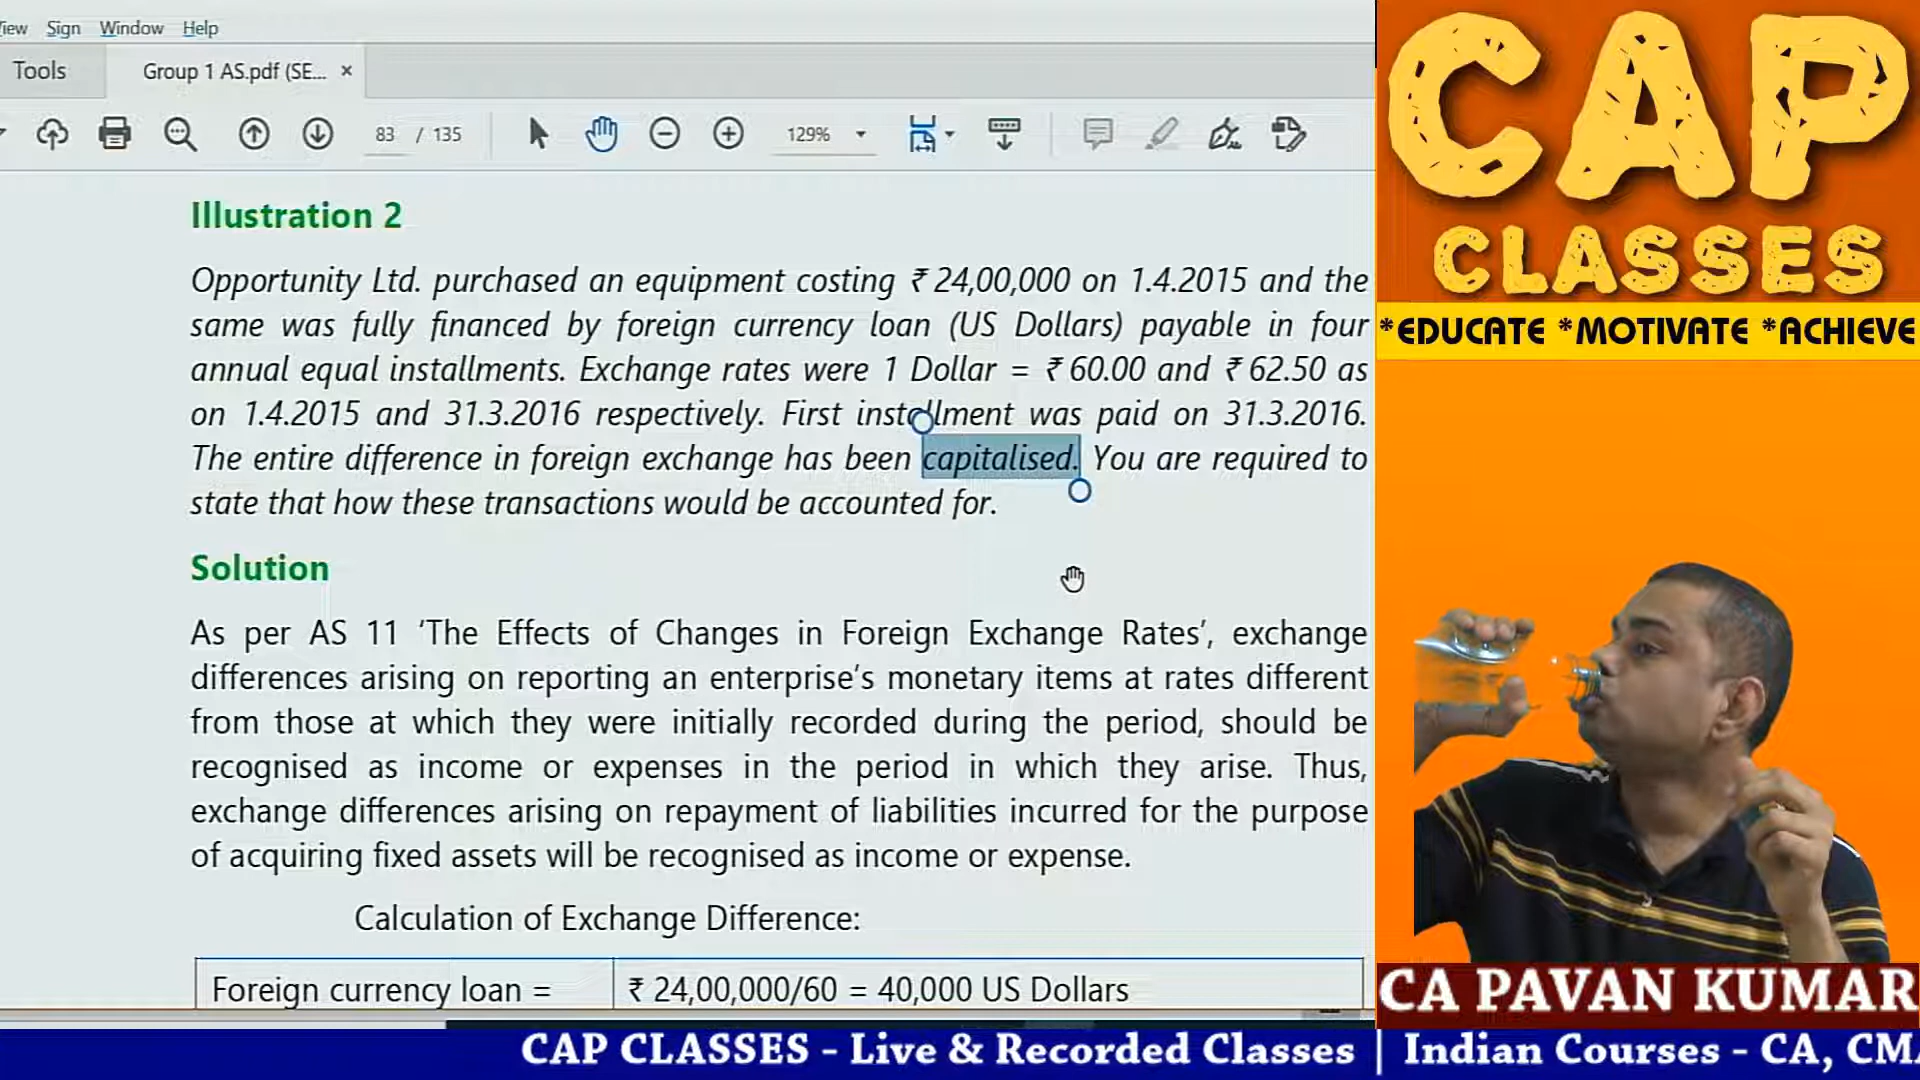 iew Sign Window Help
Tools Group 1 AS.pdf (SE... ×
83 / 135 129%
Illustration 2
Opportunity Ltd. purchased an equipment costing ₹ 24,00,000 on 1.4.2015 and the
same was fully financed by foreign currency loan (US Dollars) payable in four
annual equal installments. Exchange rates were 1 Dollar = ₹ 60.00 and ₹ 62.50 as
on 1.4.2015 and 31.3.2016 respectively. First installment was paid on 31.3.2016.
The entire difference in foreign exchange has been capitalised. You are required to
state that how these transactions would be accounted for.
Solution
As per AS 11 ‘The Effects of Changes in Foreign Exchange Rates’, exchange
differences arising on reporting an enterprise’s monetary items at rates different
from those at which they were initially recorded during the period, should be
recognised as income or expenses in the period in which they arise. Thus,
exchange differences arising on repayment of liabilities incurred for the purpose
of acquiring fixed assets will be recognised as income or expense.
Calculation of Exchange Difference:
Foreign currency loan = ₹ 24,00,000/60 = 40,000 US Dollars
CAP
CLASSES
*EDUCATE *MOTIVATE *ACHIEVE
CA PAVAN KUMAR
CAP CLASSES - Live & Recorded Classes | Indian Courses - CA, CMA